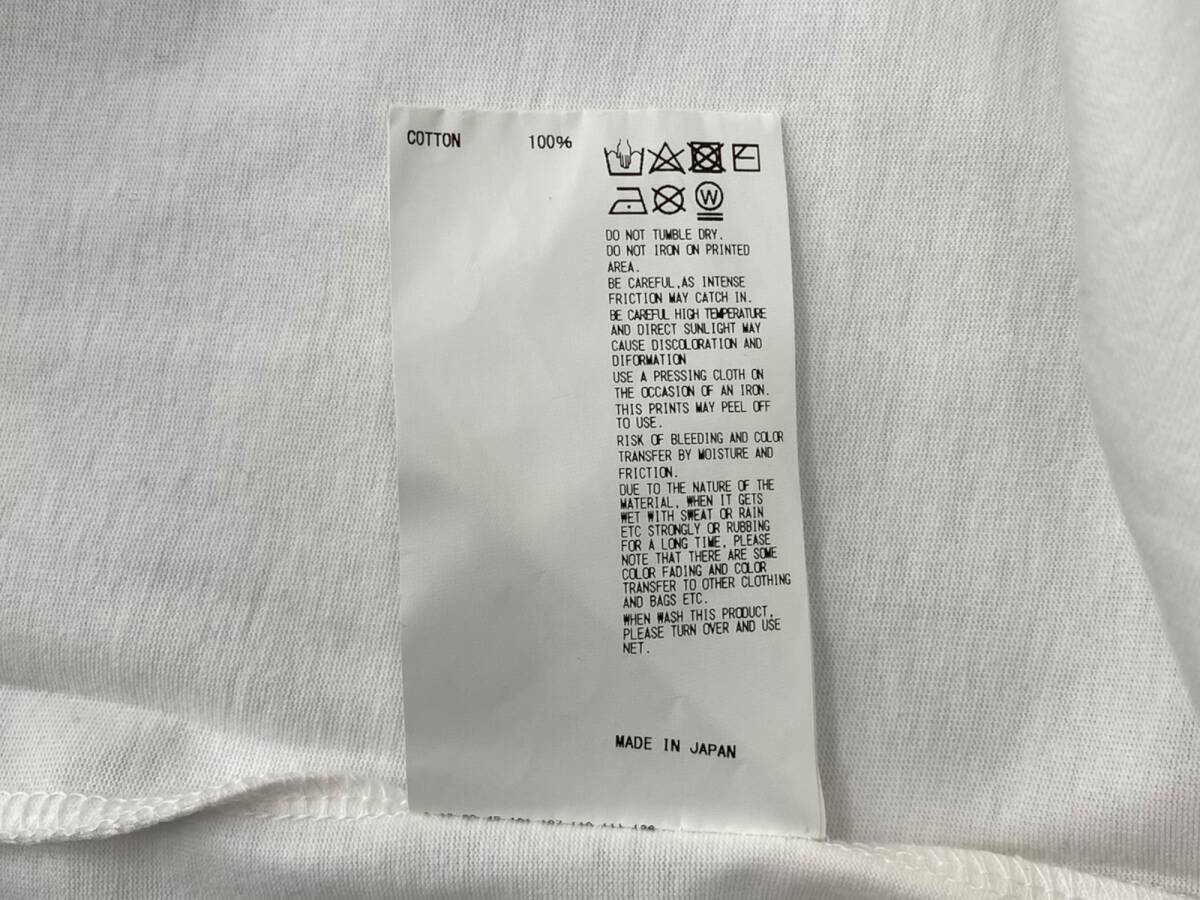 COTTON 100%
W
DO NOT TUMBLE DRY.
DO NOT IRON ON PRINTED
AREA.
BE CAREFUL,AS INTENSE
FRICTION MAY CATCH IN.
BE CAREFUL HIGH TEMPERATURE
AND DIRECT SUNLIGHT MAY
CAUSE DISCOLORATION AND
DIFORMATION
USE A PRESSING CLOTH ON
THE OCCASION OF AN IRON.
THIS PRINTS MAY PEEL OFF
TO USE.
RISK OF BLEEDING AND COLOR
TRANSFER BY MOISTURE AND
FRICTION.
DUE TO THE NATURE OF THE
MATERIAL, WHEN IT GETS
WET WITH SWEAT OR RAIN
ETC STRONGLY OR RUBBING
FOR A LONG TIME, PLEASE
NOTE THAT THERE ARE SOME
COLOR FADING AND COLOR
TRANSFER TO OTHER CLOTHING
AND BAGS ETC.
WHEN WASH THIS PRODUCT,
PLEASE TURN OVER AND USE
NET.
MADE IN JAPAN